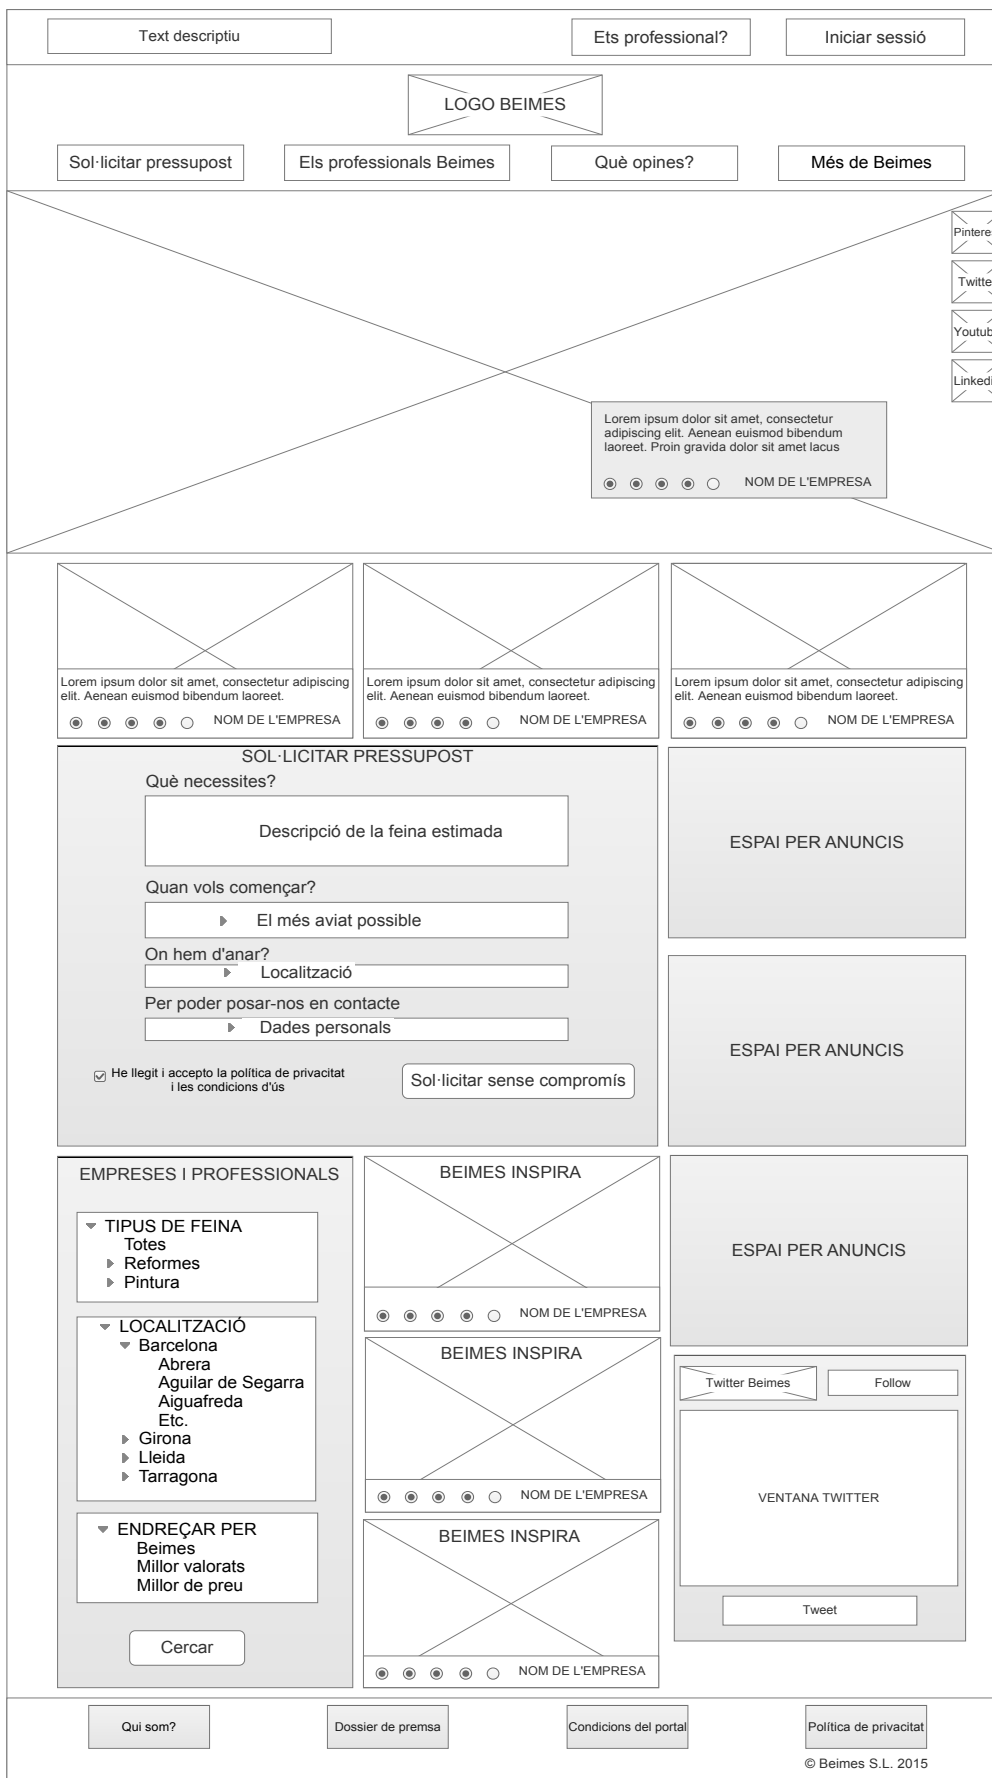 Text descriptiu
Ets professional?
Iniciar sessió
LOGO BEIMES
Sol·licitar pressupost
Els professionals Beimes
Què opines?
Més de Beimes
Pintere
Twitte
Youtub
Linkedi
Lorem ipsum dolor sit amet, consectetur
adipiscing elit. Aenean euismod bibendum
laoreet. Proin gravida dolor sit amet lacus
NOM DE L'EMPRESA
Lorem ipsum dolor sit amet, consectetur adipiscing
elit. Aenean euismod bibendum laoreet.
NOM DE L'EMPRESA
Lorem ipsum dolor sit amet, consectetur adipiscing
elit. Aenean euismod bibendum laoreet.
NOM DE L'EMPRESA
Lorem ipsum dolor sit amet, consectetur adipiscing
elit. Aenean euismod bibendum laoreet.
NOM DE L'EMPRESA
SOL·LICITAR PRESSUPOST
Què necessites?
Descripció de la feina estimada
Quan vols començar?
El més aviat possible
On hem d'anar?
Localització
Per poder posar-nos en contacte
Dades personals
He llegit i accepto la política de privacitat
i les condicions d'ús
Sol·licitar sense compromís
ESPAI PER ANUNCIS
ESPAI PER ANUNCIS
EMPRESES I PROFESSIONALS
TIPUS DE FEINA
Totes
Reformes
Pintura
LOCALITZACIÓ
Barcelona
Abrera
Aguilar de Segarra
Aiguafreda
Etc.
Girona
Lleida
Tarragona
ENDREÇAR PER
Beimes
Millor valorats
Millor de preu
Cercar
BEIMES INSPIRA
NOM DE L'EMPRESA
BEIMES INSPIRA
NOM DE L'EMPRESA
BEIMES INSPIRA
NOM DE L'EMPRESA
ESPAI PER ANUNCIS
Twitter Beimes
Follow
VENTANA TWITTER
Tweet
Qui som?
Dossier de premsa
Condicions del portal
Política de privacitat
© Beimes S.L. 2015